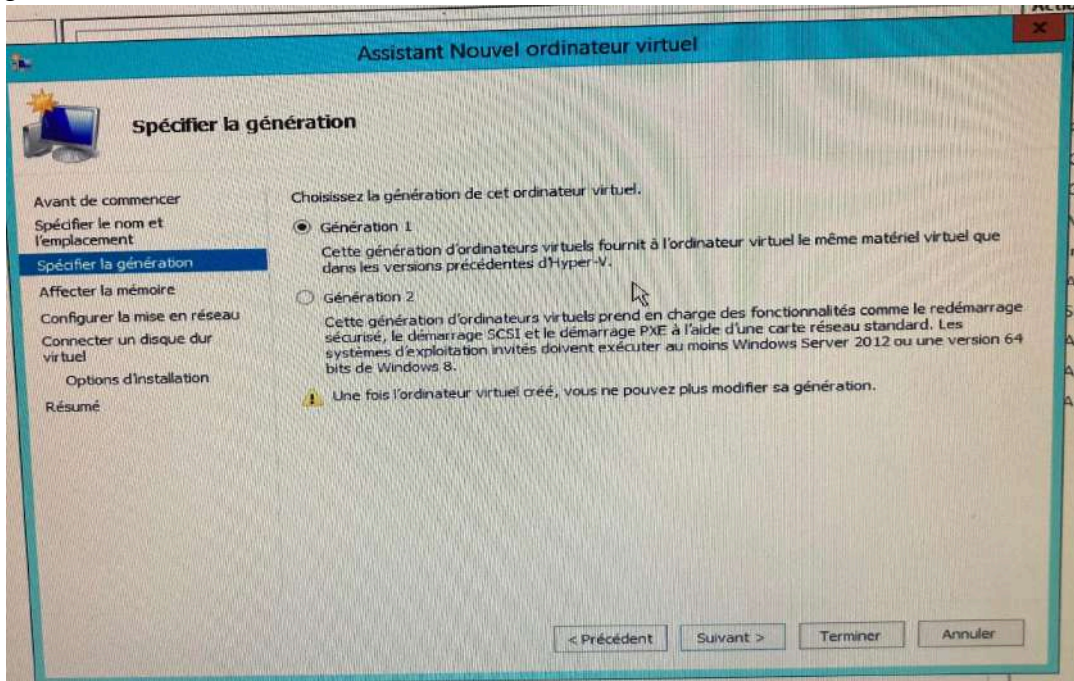 Assistant Nouvel ordinateur virtuel
Spécifier la génération
Avant de commencer
Spécifier le nom et
l'emplacement
Spécifier la génération
Affecter la mémoire
Configurer la mise en réseau
Connecter un disque dur
virtuel
Options d'installation
Résumé
Choisissez la génération de cet ordinateur virtuel.
Génération 1
Cette génération d'ordinateurs virtuels fournit à l'ordinateur virtuel le même matériel virtuel que
dans les versions précédentes d'Hyper-V.
Génération 2
Cette génération d'ordinateurs virtuels prend en charge des fonctionnalités comme le redémarrage
sécurisé, le démarrage SCSI et le démarrage PXE à l'aide d'une carte réseau standard. Les
systèmes d'exploitation invités doivent exécuter au moins Windows Server 2012 ou une version 64
bits de Windows 8.
Une fois l'ordinateur virtuel créé, vous ne pouvez plus modifier sa génération.
< Précédent
Suivant >
Terminer
Annuler